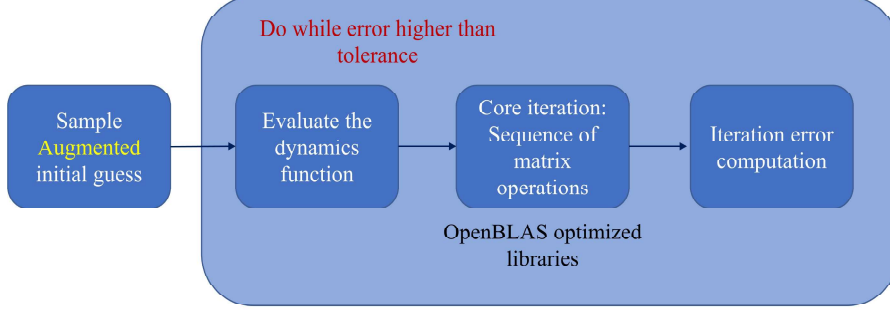 Do while error higher than
tolerance
Sample
Augmented
initial guess
Evaluate the
dynamics
function
Core iteration:
Sequence of
matrix
operations
Iteration error
computation
OpenBLAS optimized
libraries